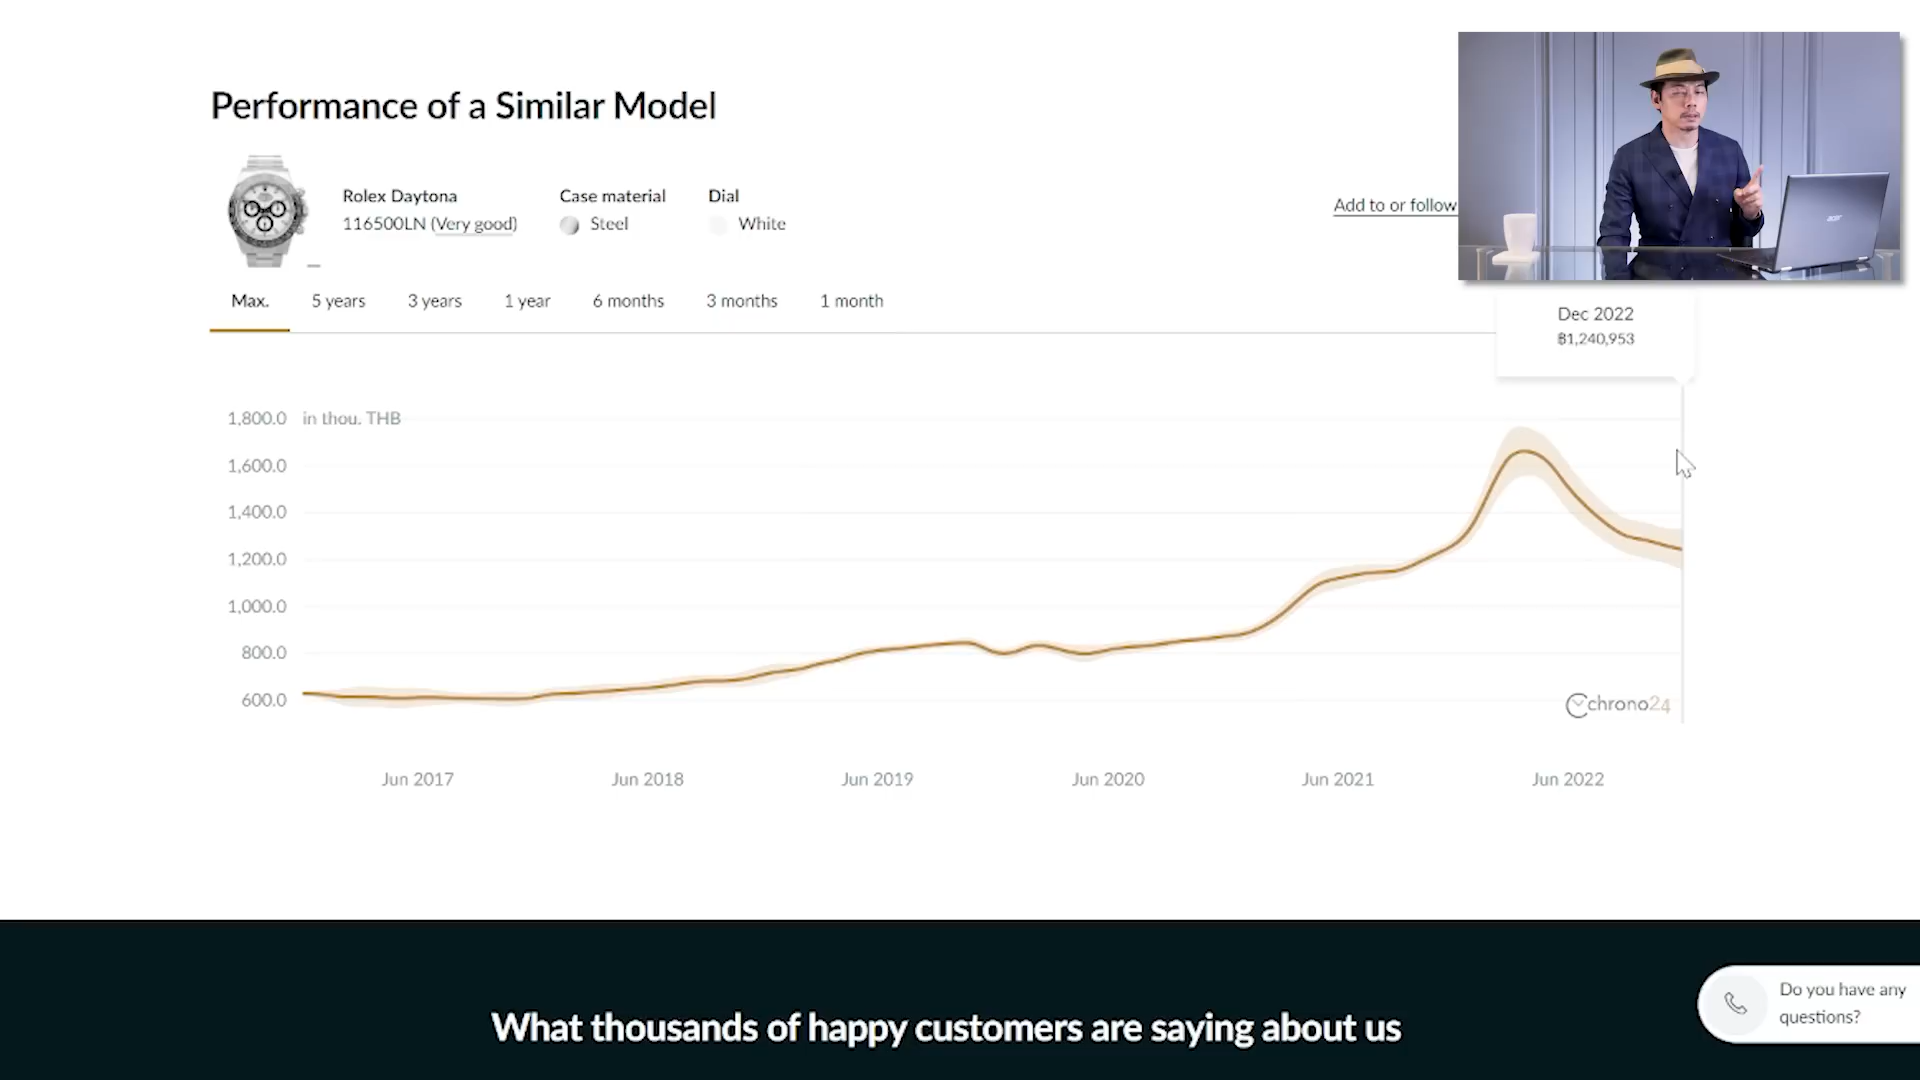 Performance of a Similar Model
Rolex Daytona
116500LN (Very good)
Case material
Steel
Dial
White
Add to or follow
Max.
5 years
3 years
1 year
6 months
3 months
1 month
Dec 2022
฿1,240,953
1,800.0
in thou. THB
1,600.0
1,400.0
1,200.0
1,000.0
800.0
600.0
chrono24
Jun 2017
Jun 2018
Jun 2019
Jun 2020
Jun 2021
Jun 2022
What thousands of happy customers are saying about us
Do you have any
questions?
acer